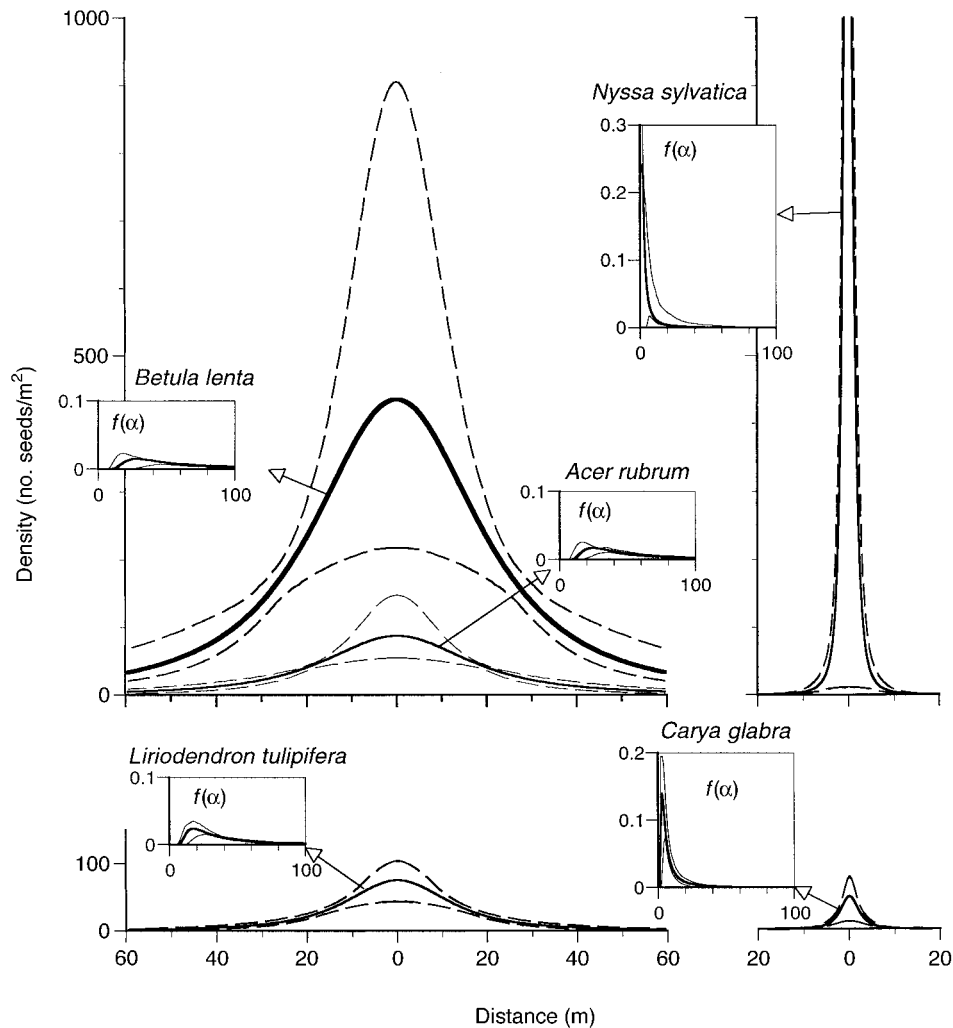 1000
Nyssa sylvatica
0.3
f(α)
0.2
0.1
0
0
100
500
Density (no. seeds/m²)
Betula lenta
0.1
f(α)
0
0
100
Acer rubrum
0.1
f(α)
0
0
100
0
Carya glabra
0.2
f(α)
0.1
0
0
100
Liriodendron tulipifera
0.1
f(α)
0
0
100
100
0
60 40 20 0 20 40 60
20 0 20
Distance (m)